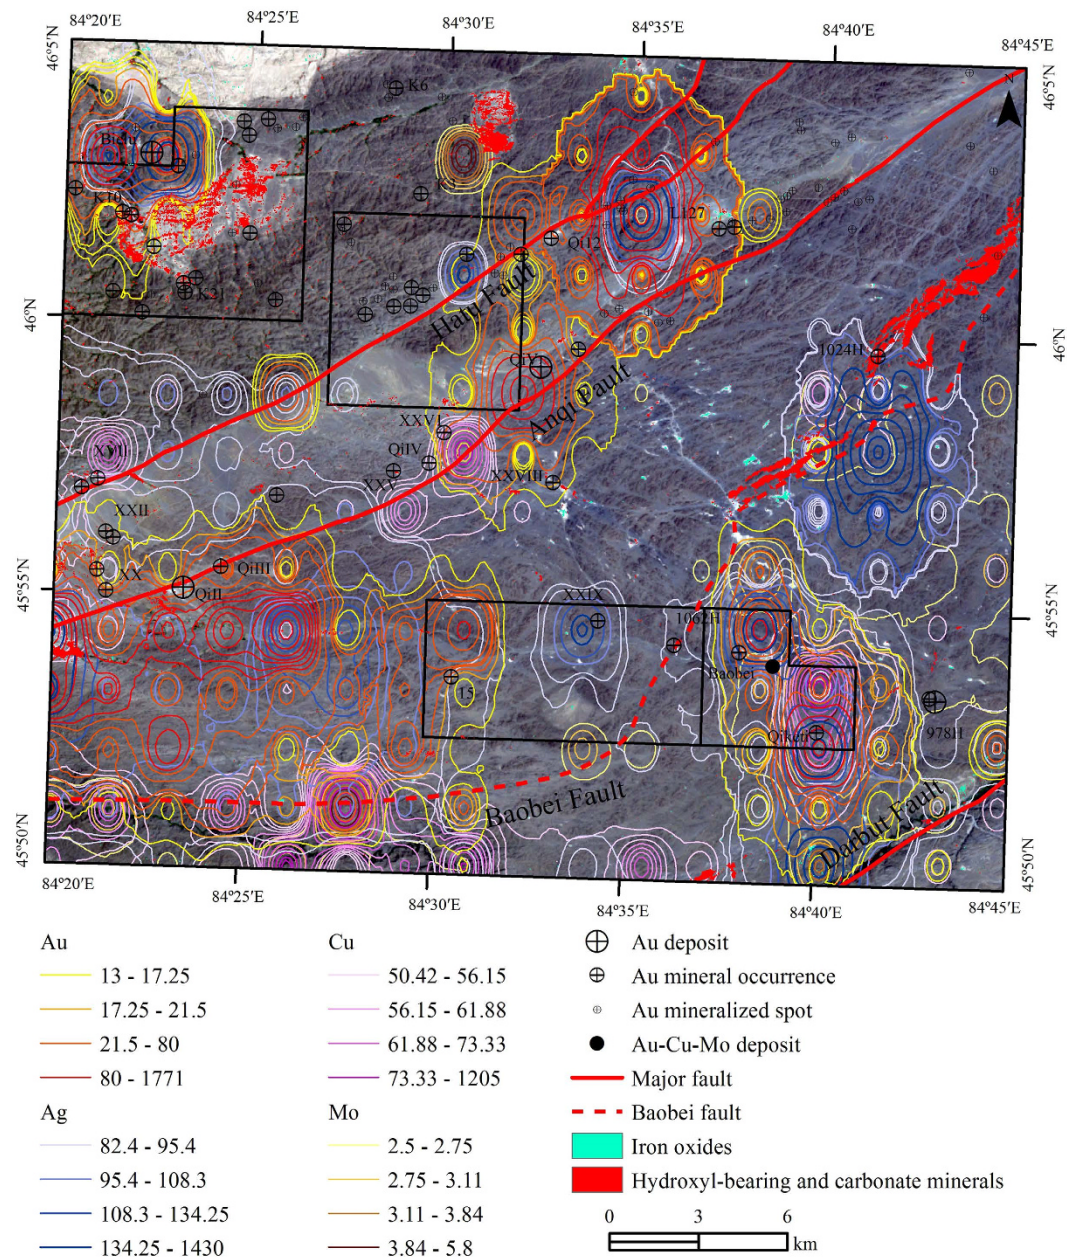 84°20'E
84°25'E
84°30'E
84°35'E
84°40'E
84°45'E
46°5'E
46°5'E
N
K6
Bielu
K3
K10
L127
Qi12
K21
Hatu Fault
46°N
46°N
1024H
QiV
Anqi Fault
XXVI
XVII
QiIV
XXV
XXVIII
XXII
XX
QiIII
QiII
45°55'E
45°55'E
XXIX
1062H
Baobei
15
Qiketi
978H
Baobei Fault
Darbut Fault
45°50'E
45°50'E
84°20'E
84°25'E
84°30'E
84°35'E
84°40'E
84°45'E
Au
13 - 17.25
17.25 - 21.5
21.5 - 80
80 - 1771
Ag
82.4 - 95.4
95.4 - 108.3
108.3 - 134.25
134.25 - 1430
Cu
50.42 - 56.15
56.15 - 61.88
61.88 - 73.33
73.33 - 1205
Mo
2.5 - 2.75
2.75 - 3.11
3.11 - 3.84
3.84 - 5.8
Au deposit
Au mineral occurrence
Au mineralized spot
Au-Cu-Mo deposit
Major fault
Baobei fault
Iron oxides
Hydroxyl-bearing and carbonate minerals
0 3 6
km